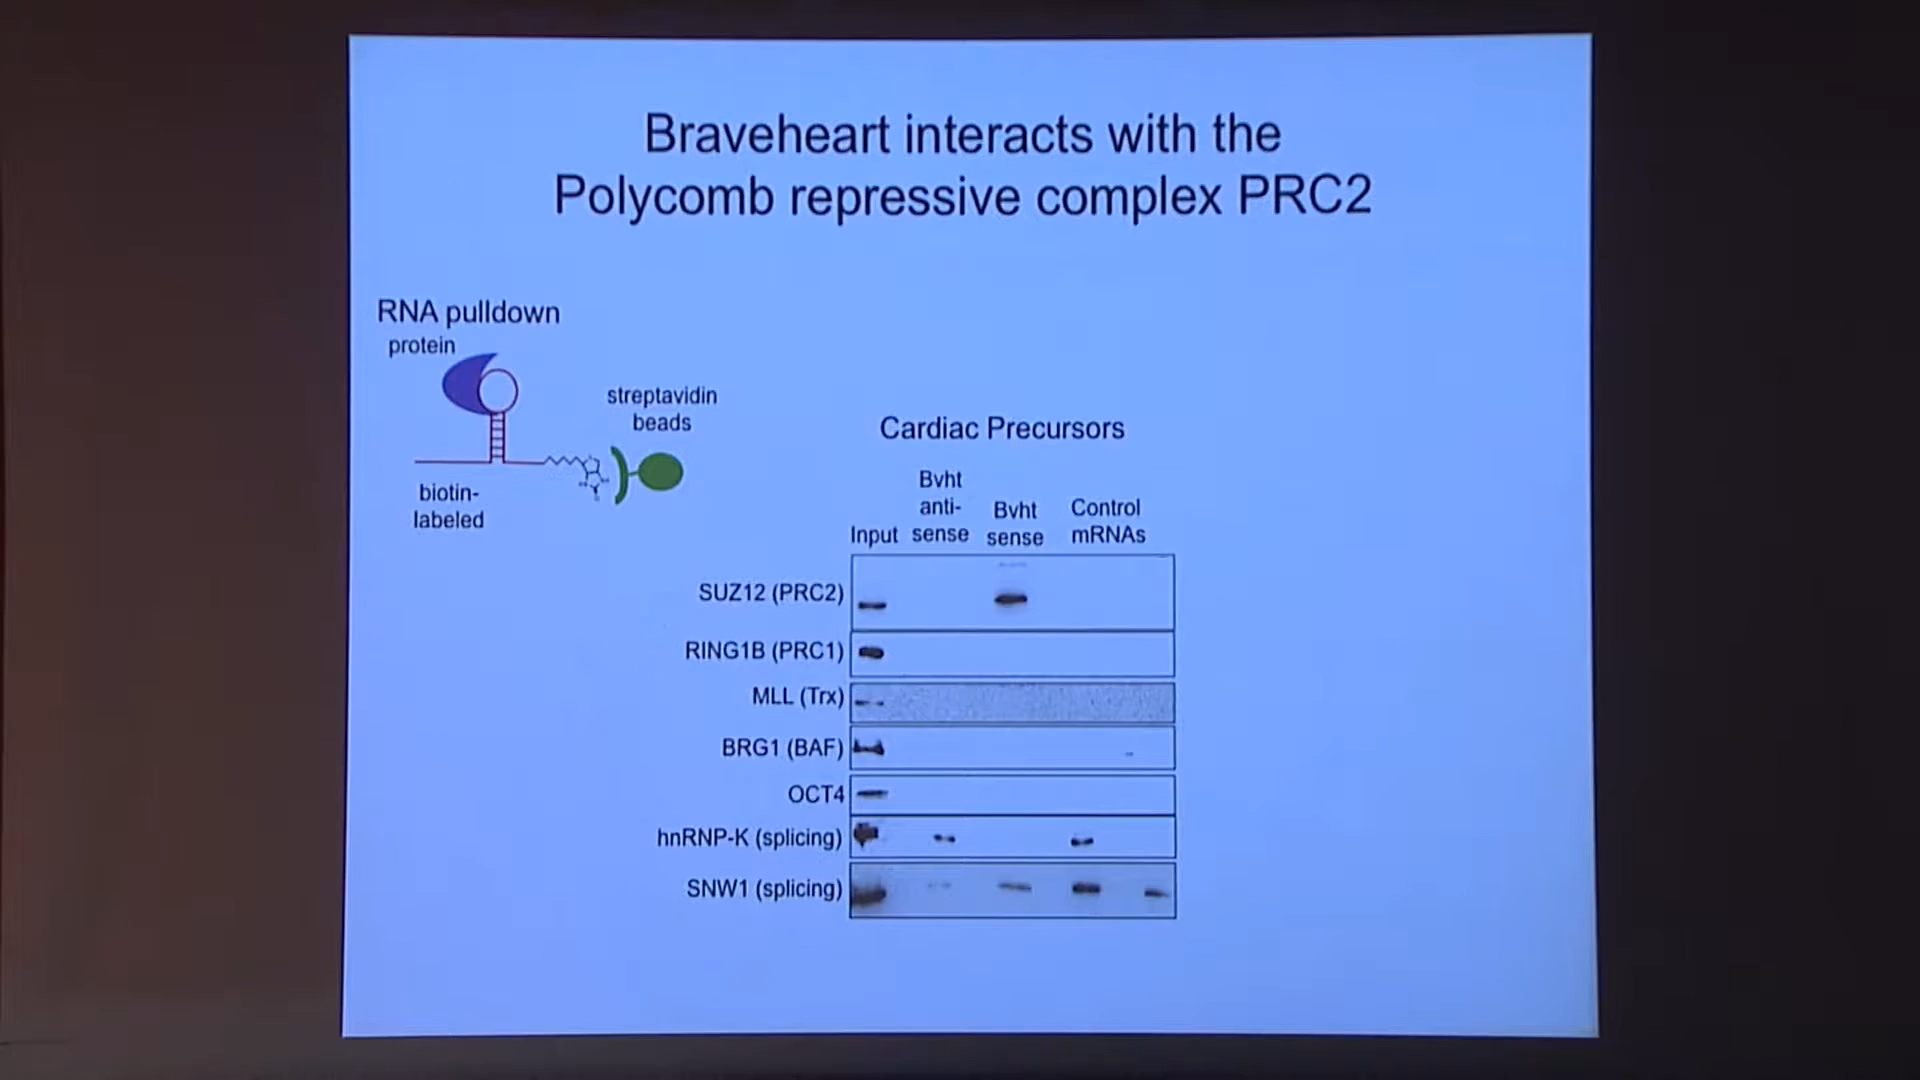 Braveheart interacts with the
Polycomb repressive complex PRC2
RNA pulldown
protein
streptavidin
beads
biotin-
labeled
Cardiac Precursors
Bvht
anti-
sense
Bvht
sense
Control
mRNAs
Input
SUZ12 (PRC2)
RING1B (PRC1)
MLL (Trx)
BRG1 (BAF)
OCT4
hnRNP-K (splicing)
SNW1 (splicing)